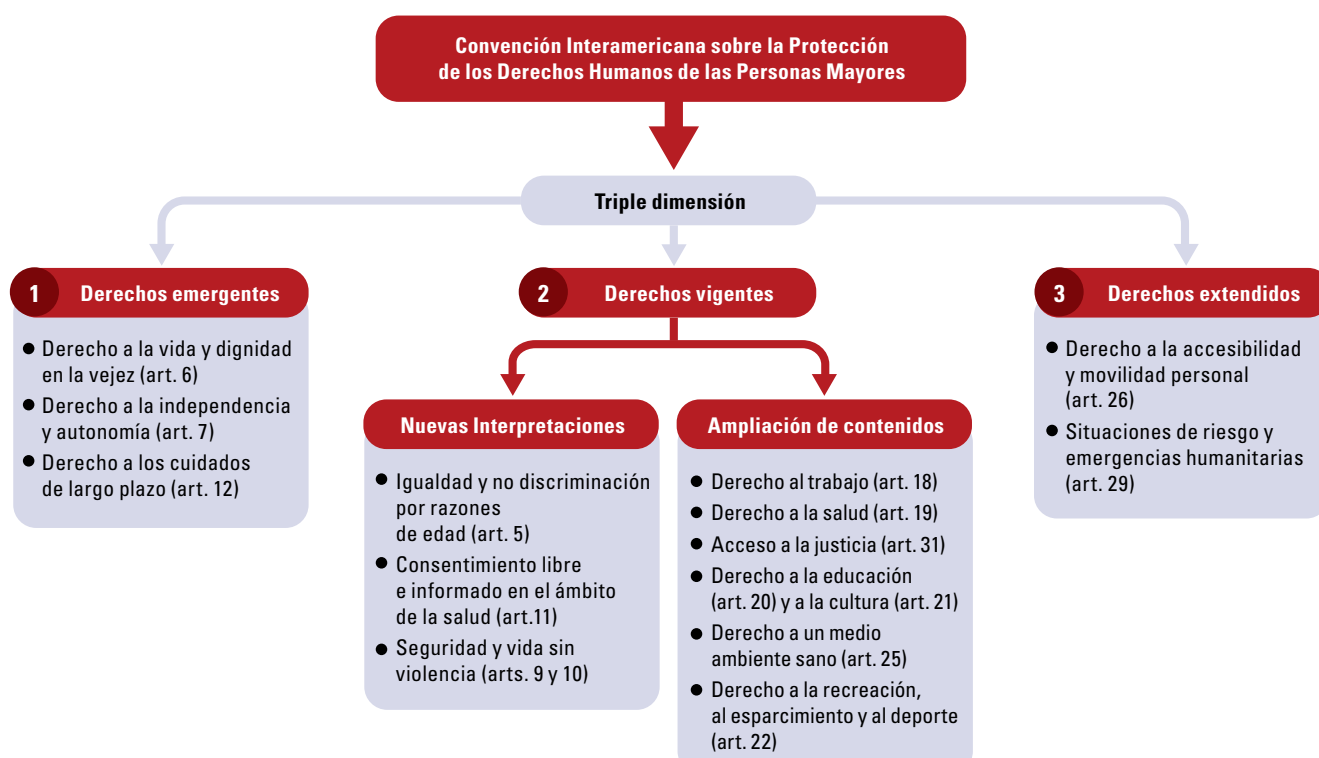 Convención Interamericana sobre la Protección
de los Derechos Humanos de las Personas Mayores
Triple dimensión
1 Derechos emergentes
● Derecho a la vida y dignidad
en la vejez (art. 6)
● Derecho a la independencia
y autonomía (art. 7)
● Derecho a los cuidados
de largo plazo (art. 12)
2 Derechos vigentes
Nuevas Interpretaciones
● Igualdad y no discriminación
por razones
de edad (art. 5)
● Consentimiento libre
e informado en el ámbito
de la salud (art.11)
● Seguridad y vida sin
violencia (arts. 9 y 10)
Ampliación de contenidos
● Derecho al trabajo (art. 18)
● Derecho a la salud (art. 19)
● Acceso a la justicia (art. 31)
● Derecho a la educación
(art. 20) y a la cultura (art. 21)
● Derecho a un medio
ambiente sano (art. 25)
● Derecho a la recreación,
al esparcimiento y al deporte
(art. 22)
3 Derechos extendidos
● Derecho a la accesibilidad
y movilidad personal
(art. 26)
● Situaciones de riesgo y
emergencias humanitarias
(art. 29)